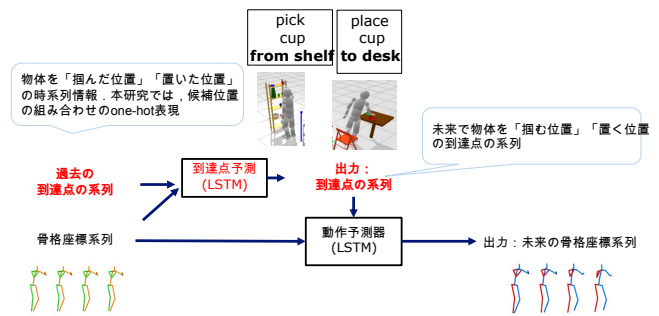 pick
cup
from shelf
place
cup
to desk
物体を「掴んだ位置」「置いた位置」
の時系列情報．本研究では，候補位置
の組み合わせのone-hot表現
未来で物体を「掴む位置」「置く位置
の到達点の系列
過去の
到達点の系列
到達点予測
(LSTM)
出力：
到達点の系列
骨格座標系列
動作予測器
(LSTM)
出力：未来の骨格座標系列